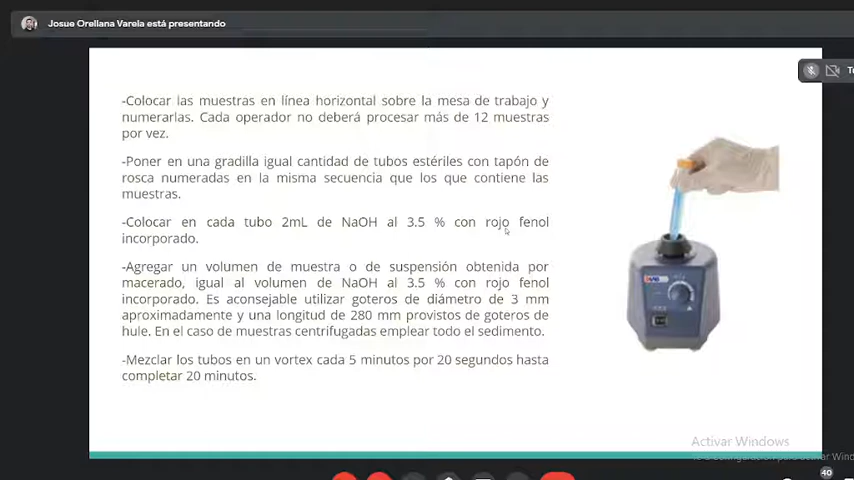 Josue Orellana Varela está presentando
-Colocar las muestras en línea horizontal sobre la mesa de trabajo y
numerarlas. Cada operador no deberá procesar más de 12 muestras
por vez.
-Poner en una gradilla igual cantidad de tubos estériles con tapón de
rosca numeradas en la misma secuencia que los que contiene las
muestras.
-Colocar en cada tubo 2mL de NaOH al 3.5 % con rojo fenol
incorporado.
-Agregar un volumen de muestra o de suspensión obtenida por
macerado, igual al volumen de NaOH al 3.5 % con rojo fenol
incorporado. Es aconsejable utilizar goteros de diámetro de 3 mm
aproximadamente y una longitud de 280 mm provistos de goteros de
hule. En el caso de muestras centrifugadas emplear todo el sedimento.
-Mezclar los tubos en un vortex cada 5 minutos por 20 segundos hasta
completar 20 minutos.
Activar Windows
40